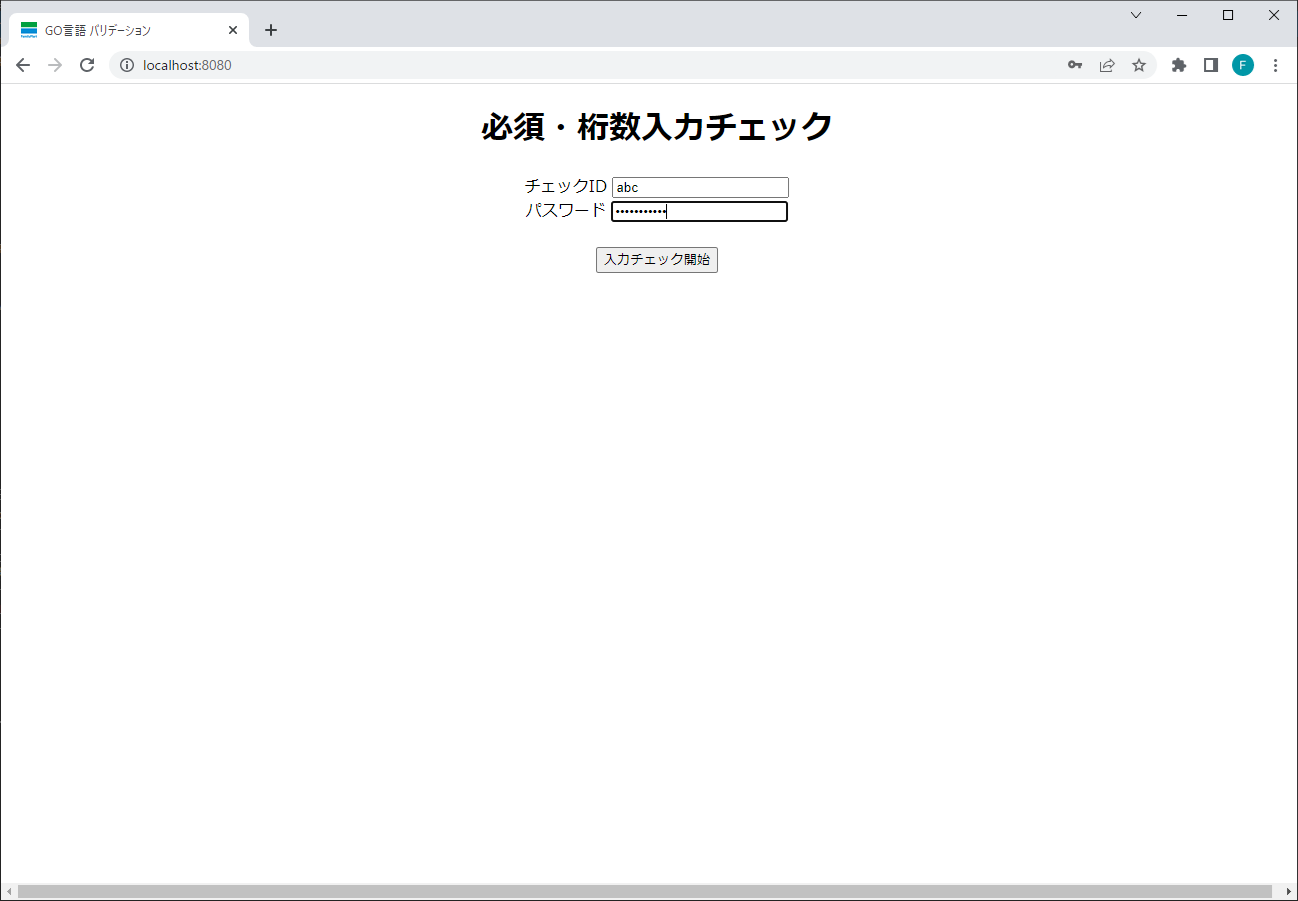 GO言語 バリデーション
localhost:8080
F
必須・桁数入力チェック
チェックID abc
パスワード •••••••••••
入力チェック開始